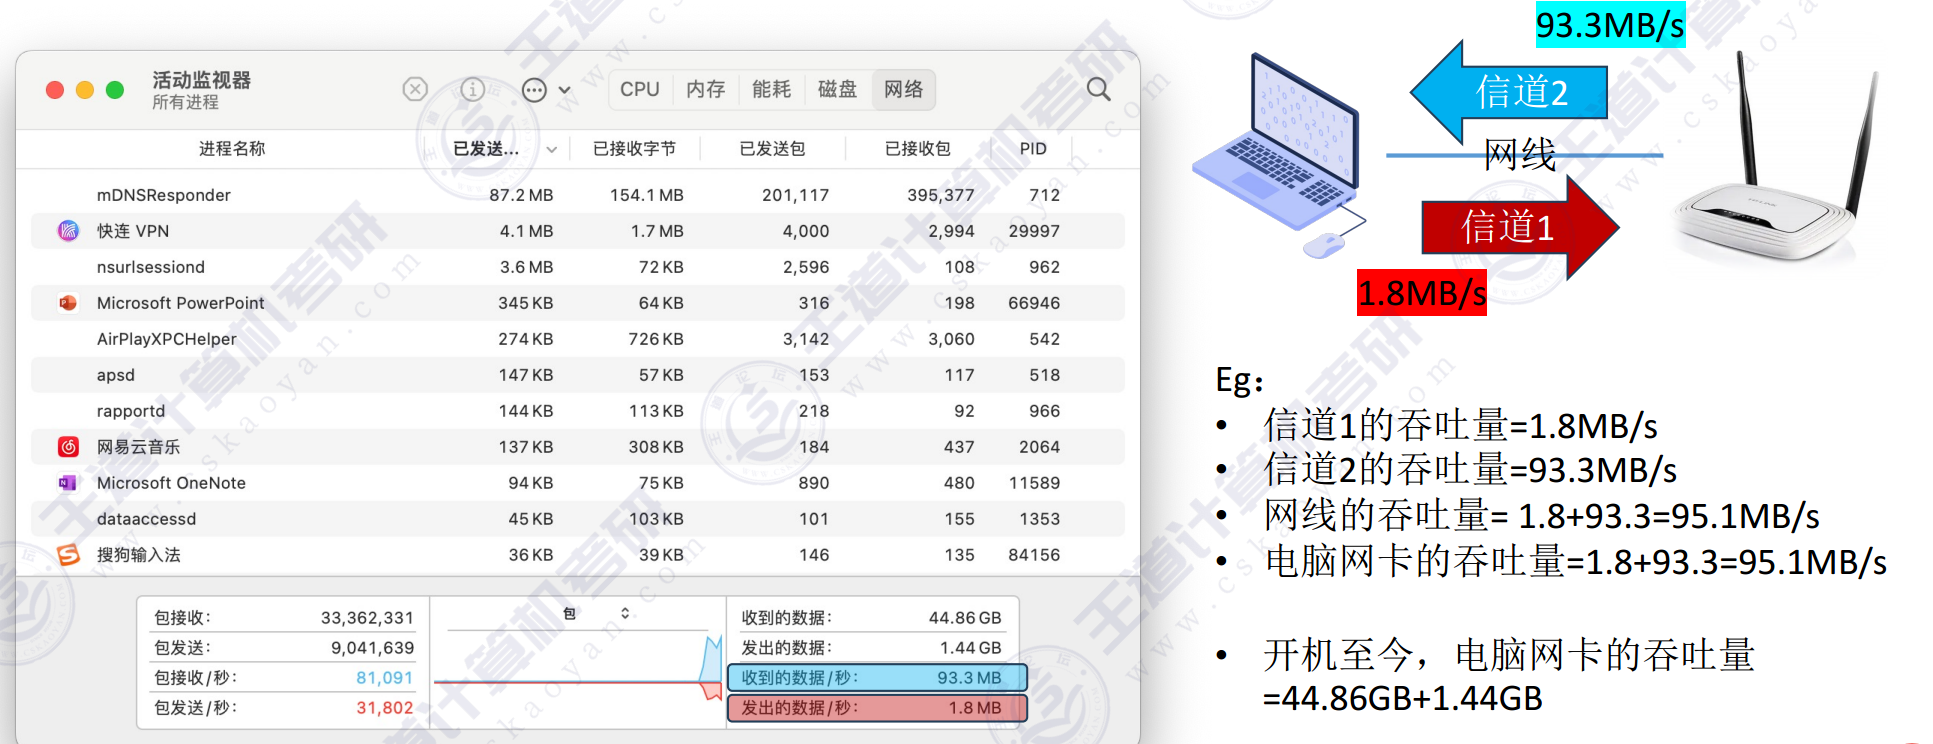 活动监视器
所有进程
CPU 内存 能耗 磁盘 网络
进程名称 已发送... 已接收字节 已发送包 已接收包 PID
mDNSResponder 87.2 MB 154.1 MB 201,117 395,377 712
快连 VPN 4.1 MB 1.7 MB 4,000 2,994 29997
nsurlsessiond 3.6 MB 72 KB 2,596 108 962
Microsoft PowerPoint 345 KB 64 KB 316 198 66946
AirPlayXPCHelper 274 KB 726 KB 3,142 3,060 542
apsd 147 KB 57 KB 153 117 518
rapportd 144 KB 113 KB 218 92 966
网易云音乐 137 KB 308 KB 184 437 2064
Microsoft OneNote 94 KB 75 KB 890 480 11589
dataaccessd 45 KB 103 KB 101 155 1353
搜狗输入法 36 KB 39 KB 146 135 84156
包接收： 33,362,331
包发送： 9,041,639
包接收/秒： 81,091
包发送/秒： 31,802
包
收到的数据： 44.86 GB
发出的数据： 1.44 GB
收到的数据/秒： 93.3 MB
发出的数据/秒： 1.8 MB
93.3MB/s
信道2
网线
信道1
1.8MB/s
Eg：
• 信道1的吞吐量=1.8MB/s
• 信道2的吞吐量=93.3MB/s
• 网线的吞吐量= 1.8+93.3=95.1MB/s
• 电脑网卡的吞吐量=1.8+93.3=95.1MB/s
• 开机至今，电脑网卡的吞吐量
=44.86GB+1.44GB
王道计算机考研
www.cskaoyan.com